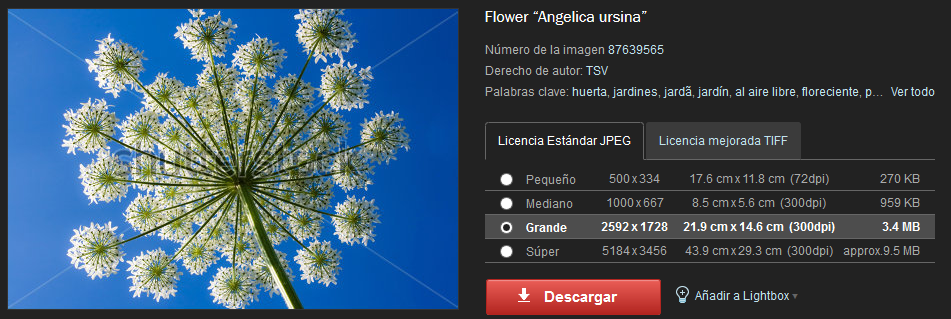 shutterstock
Flower “Angelica ursina”
Número de la imagen 87639565
Derecho de autor: TSV
Palabras clave: huerta, jardines, jardã, jardín, al aire libre, floreciente, p... Ver todo
Licencia Estándar JPEG Licencia mejorada TIFF
Pequeño 500 x 334 17.6 cm x 11.8 cm (72dpi) 270 KB
Mediano 1000 x 667 8.5 cm x 5.6 cm (300dpi) 959 KB
Grande 2592 x 1728 21.9 cm x 14.6 cm (300dpi) 3.4 MB
Súper 5184 x 3456 43.9 cm x 29.3 cm (300dpi) approx.9.5 MB
Descargar Añadir a Lightbox